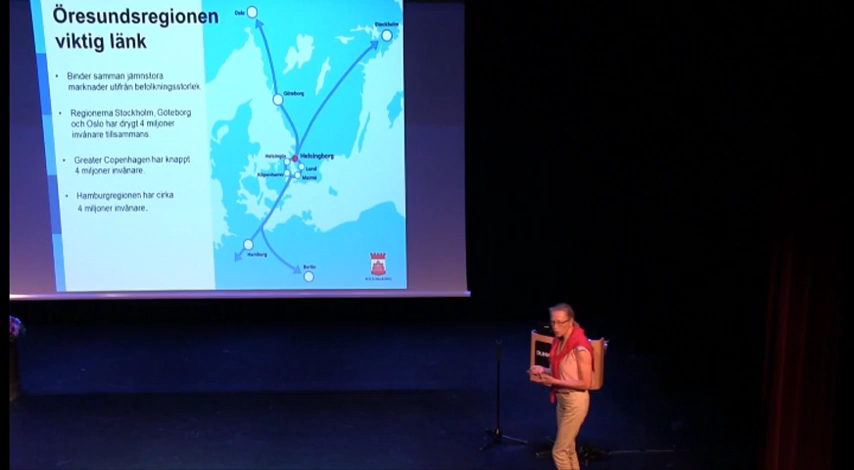 Öresundsregionen
viktig länk
• Binder samman jämnstora
marknader utifrån befolkningsstorlek.
• Regionerna Stockholm, Göteborg
och Oslo har drygt 4 miljoner
invånare tillsammans.
• Greater Copenhagen har knappt
4 miljoner invånare.
• Hamburgregionen har cirka
4 miljoner invånare.
Oslo
Stockholm
Göteborg
Helsingör
Helsingborg
Lund
Köpenhamn
Malmö
Hamburg
Berlin